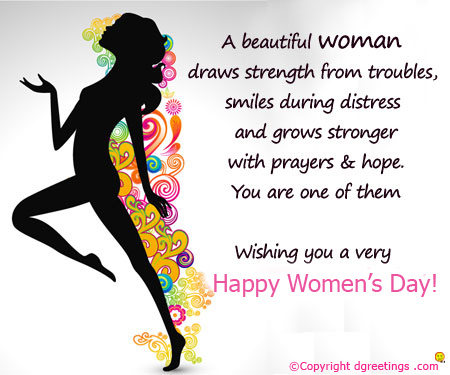 A beautiful woman
draws strength from troubles,
smiles during distress
and grows stronger
with prayers & hope.
You are one of them
Wishing you a very
Happy Women's Day!
©Copyright dgreetings .com